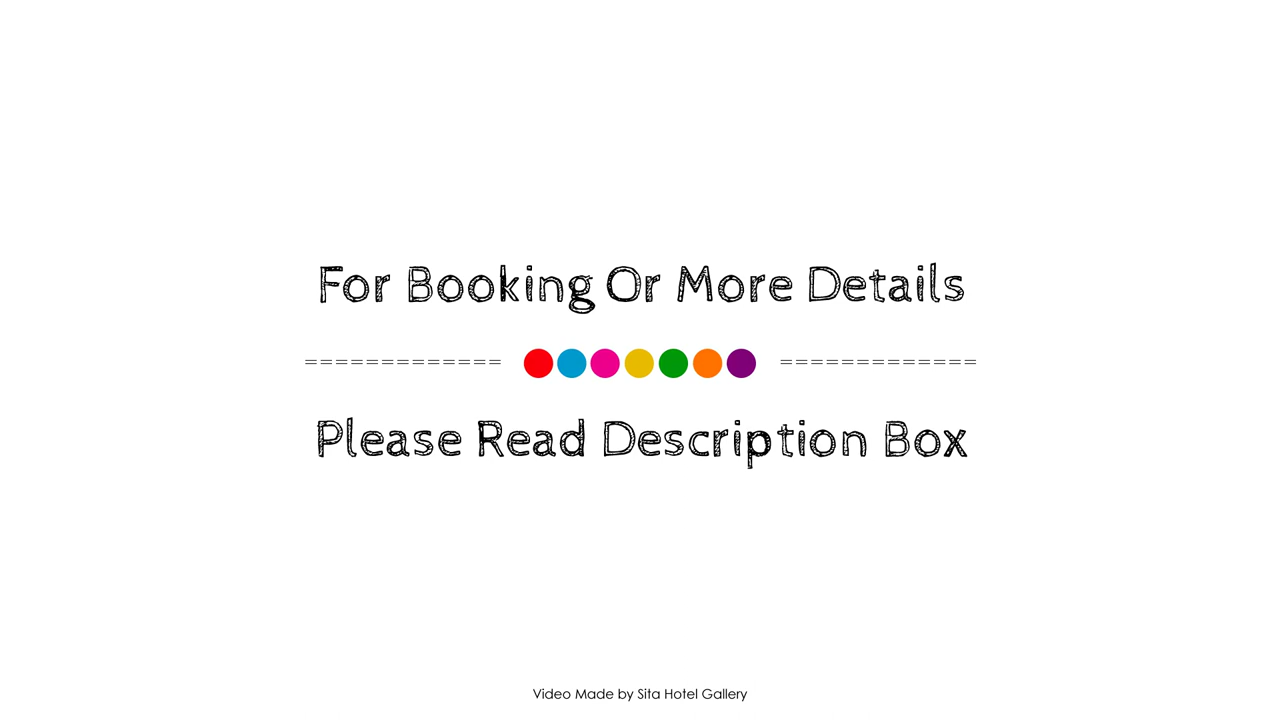 For Booking Or More Details
============= =============
Please Read Description Box
Video Made by Sita Hotel Gallery